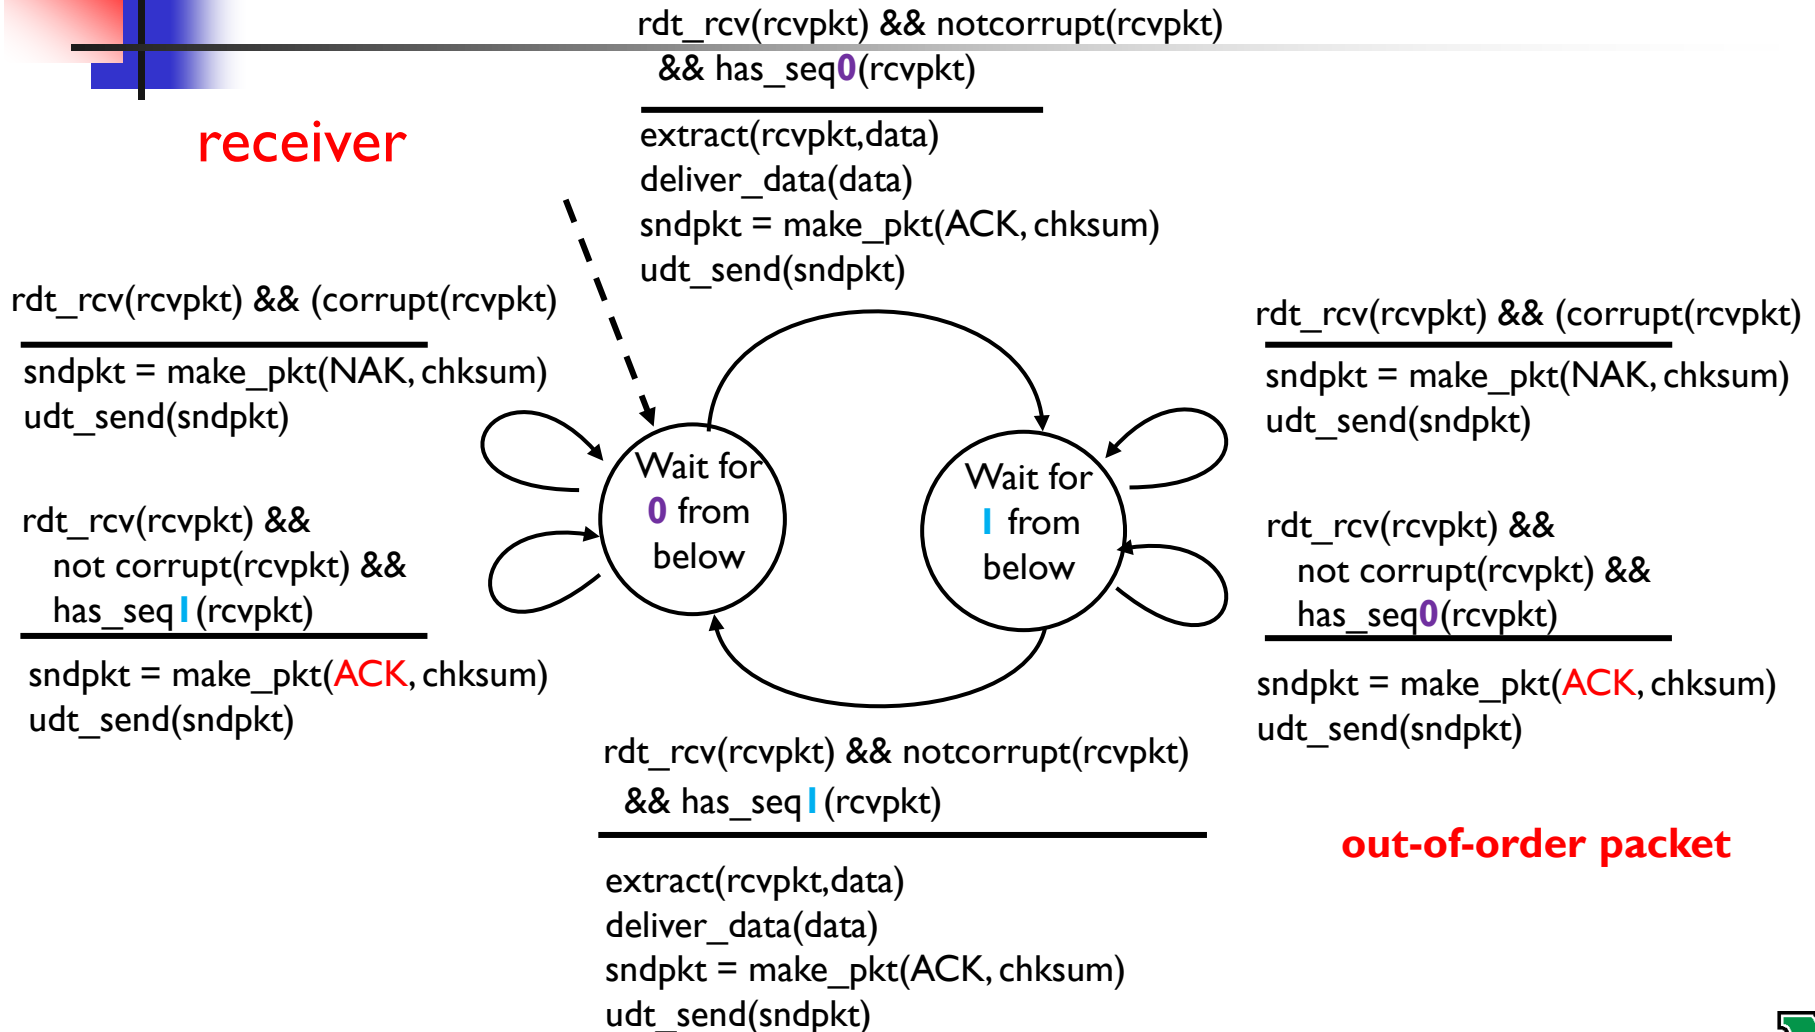 rdt_rcv(rcvpkt) && notcorrupt(rcvpkt)
&& has_seq0(rcvpkt)
extract(rcvpkt,data)
deliver_data(data)
sndpkt = make_pkt(ACK, chksum)
udt_send(sndpkt)
receiver
rdt_rcv(rcvpkt) && (corrupt(rcvpkt)
sndpkt = make_pkt(NAK, chksum)
udt_send(sndpkt)
rdt_rcv(rcvpkt) &&
not corrupt(rcvpkt) &&
has_seq1(rcvpkt)
sndpkt = make_pkt(ACK, chksum)
udt_send(sndpkt)
Wait for
0 from
below
Wait for
1 from
below
rdt_rcv(rcvpkt) && (corrupt(rcvpkt)
sndpkt = make_pkt(NAK, chksum)
udt_send(sndpkt)
rdt_rcv(rcvpkt) &&
not corrupt(rcvpkt) &&
has_seq0(rcvpkt)
sndpkt = make_pkt(ACK, chksum)
udt_send(sndpkt)
rdt_rcv(rcvpkt) && notcorrupt(rcvpkt)
&& has_seq1(rcvpkt)
extract(rcvpkt,data)
deliver_data(data)
sndpkt = make_pkt(ACK, chksum)
udt_send(sndpkt)
out-of-order packet